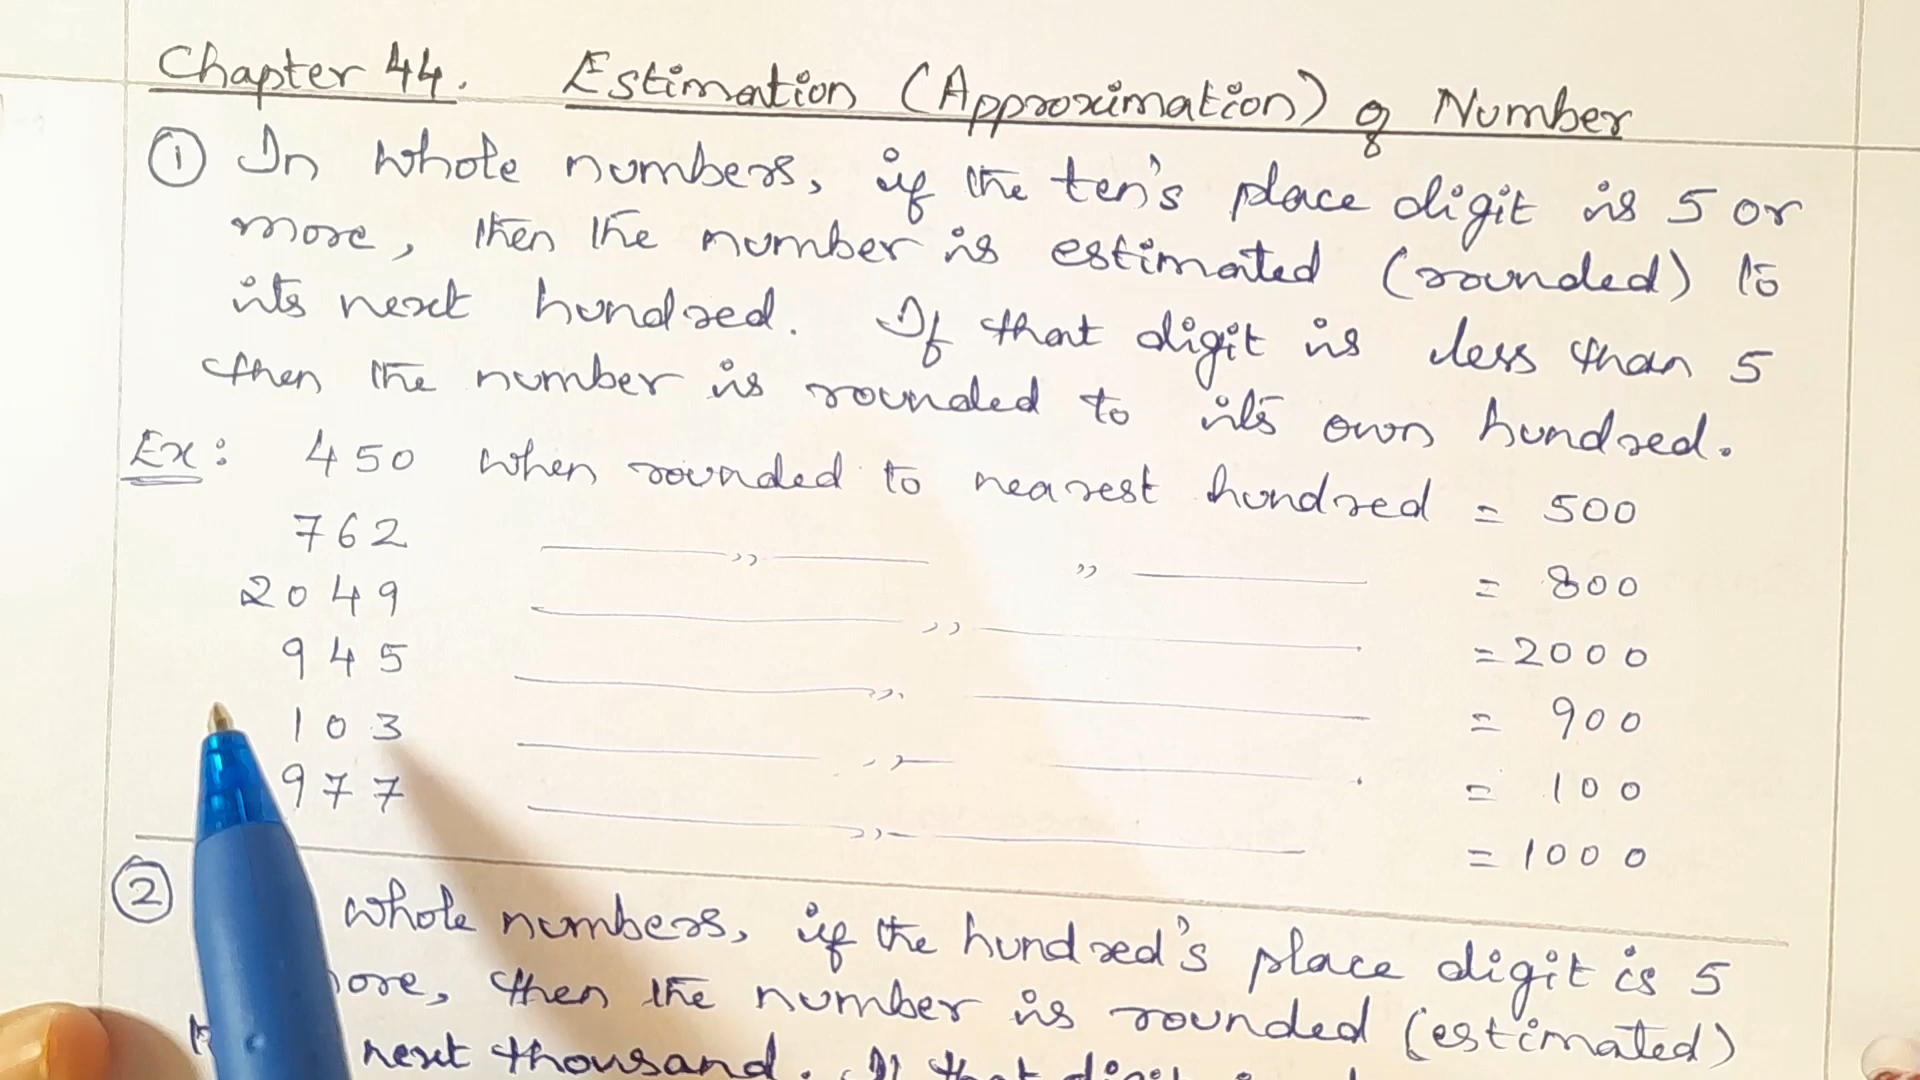 Chapter 44. Estimation (Approximation) of Number
① In whole numbers, if the ten's place digit is 5 or
more, then the number is estimated (rounded) to
its next hundred. If that digit is less than 5
then the number is rounded to its own hundred.
Ex: 450 when rounded to nearest hundred = 500
762 ——— ,, ——— ,, ——— = 800
2049 ——— ,, ——— = 2000
945 ——— ,, ——— = 900
103 ——— ,, ——— = 100
977 ——— ,, ——— = 1000
② whole numbers, if the hundred's place digit is 5
ore, then the number is rounded (estimated)
next thousand. If that digit